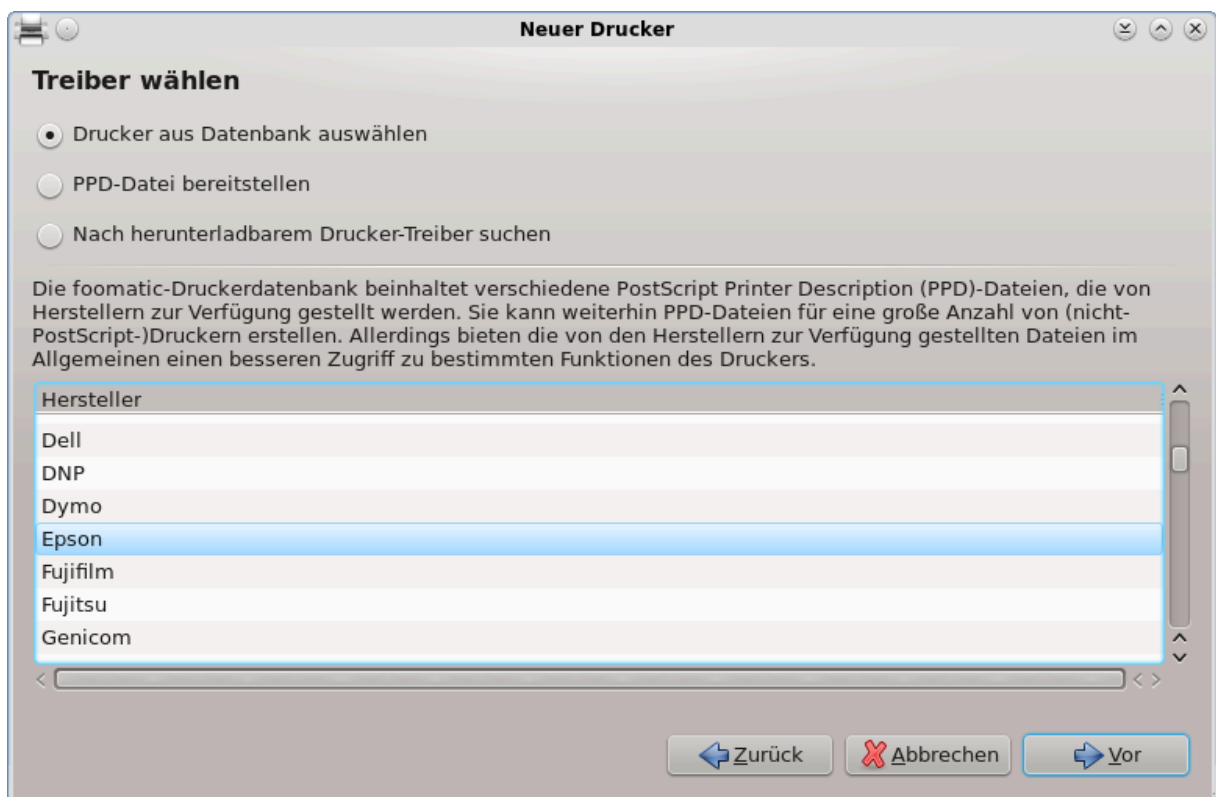 Neuer Drucker
Treiber wählen
Drucker aus Datenbank auswählen
PPD-Datei bereitstellen
Nach herunterladbarem Drucker-Treiber suchen
Die foomatic-Druckerdatenbank beinhaltet verschiedene PostScript Printer Description (PPD)-Dateien, die von
Herstellern zur Verfügung gestellt werden. Sie kann weiterhin PPD-Dateien für eine große Anzahl von (nicht-
PostScript-)Druckern erstellen. Allerdings bieten die von den Herstellern zur Verfügung gestellten Dateien im
Allgemeinen einen besseren Zugriff zu bestimmten Funktionen des Druckers.
Hersteller
Dell
DNP
Dymo
Epson
Fujifilm
Fujitsu
Genicom
Zurück Abbrechen Vor